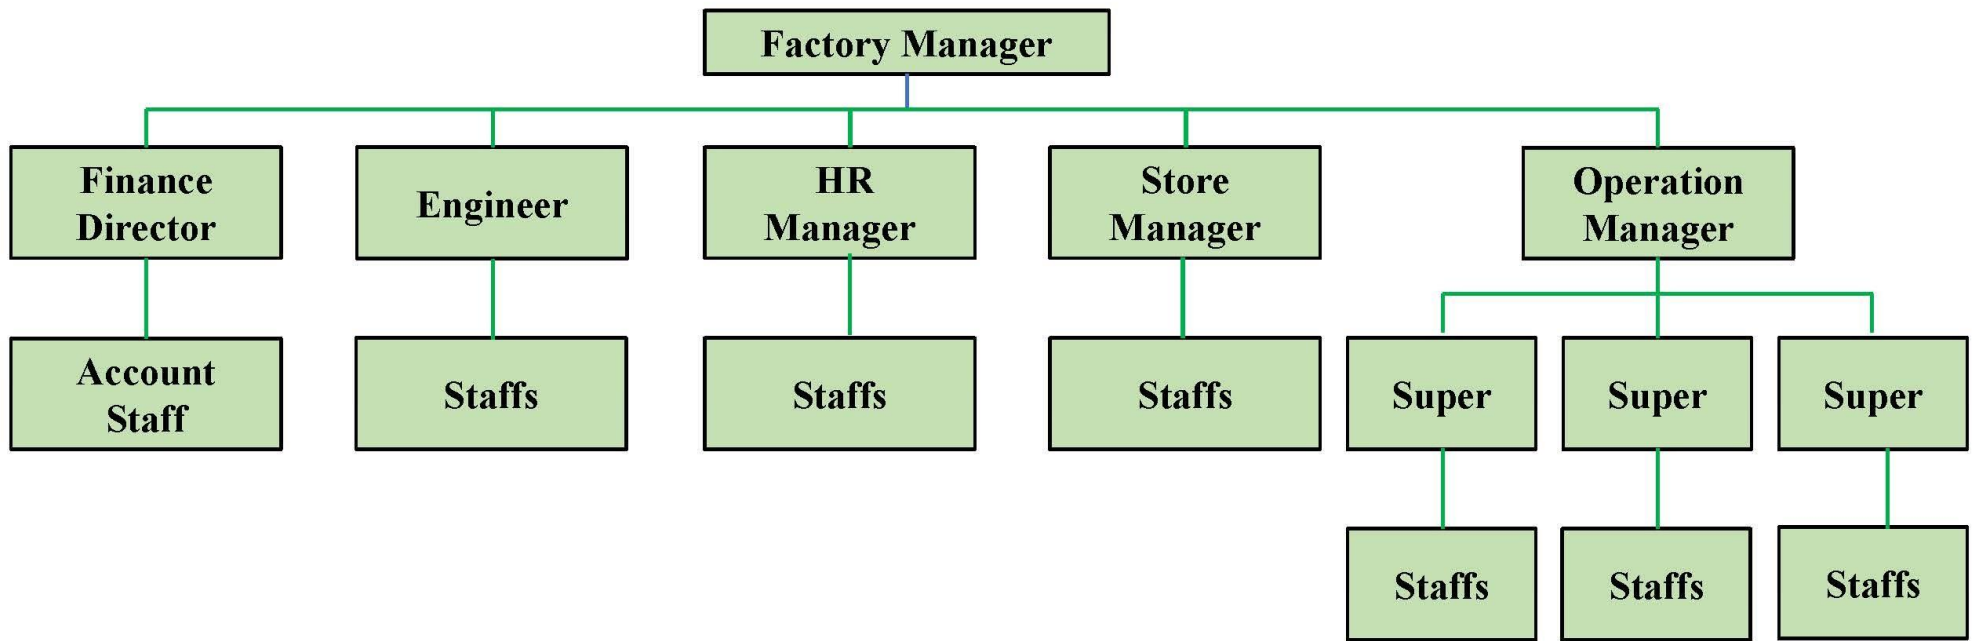 Factory Manager
Finance
Director
Engineer
HR
Manager
Store
Manager
Operation
Manager
Account
Staff
Staffs
Staffs
Staffs
Super
Super
Super
Staffs
Staffs
Staffs